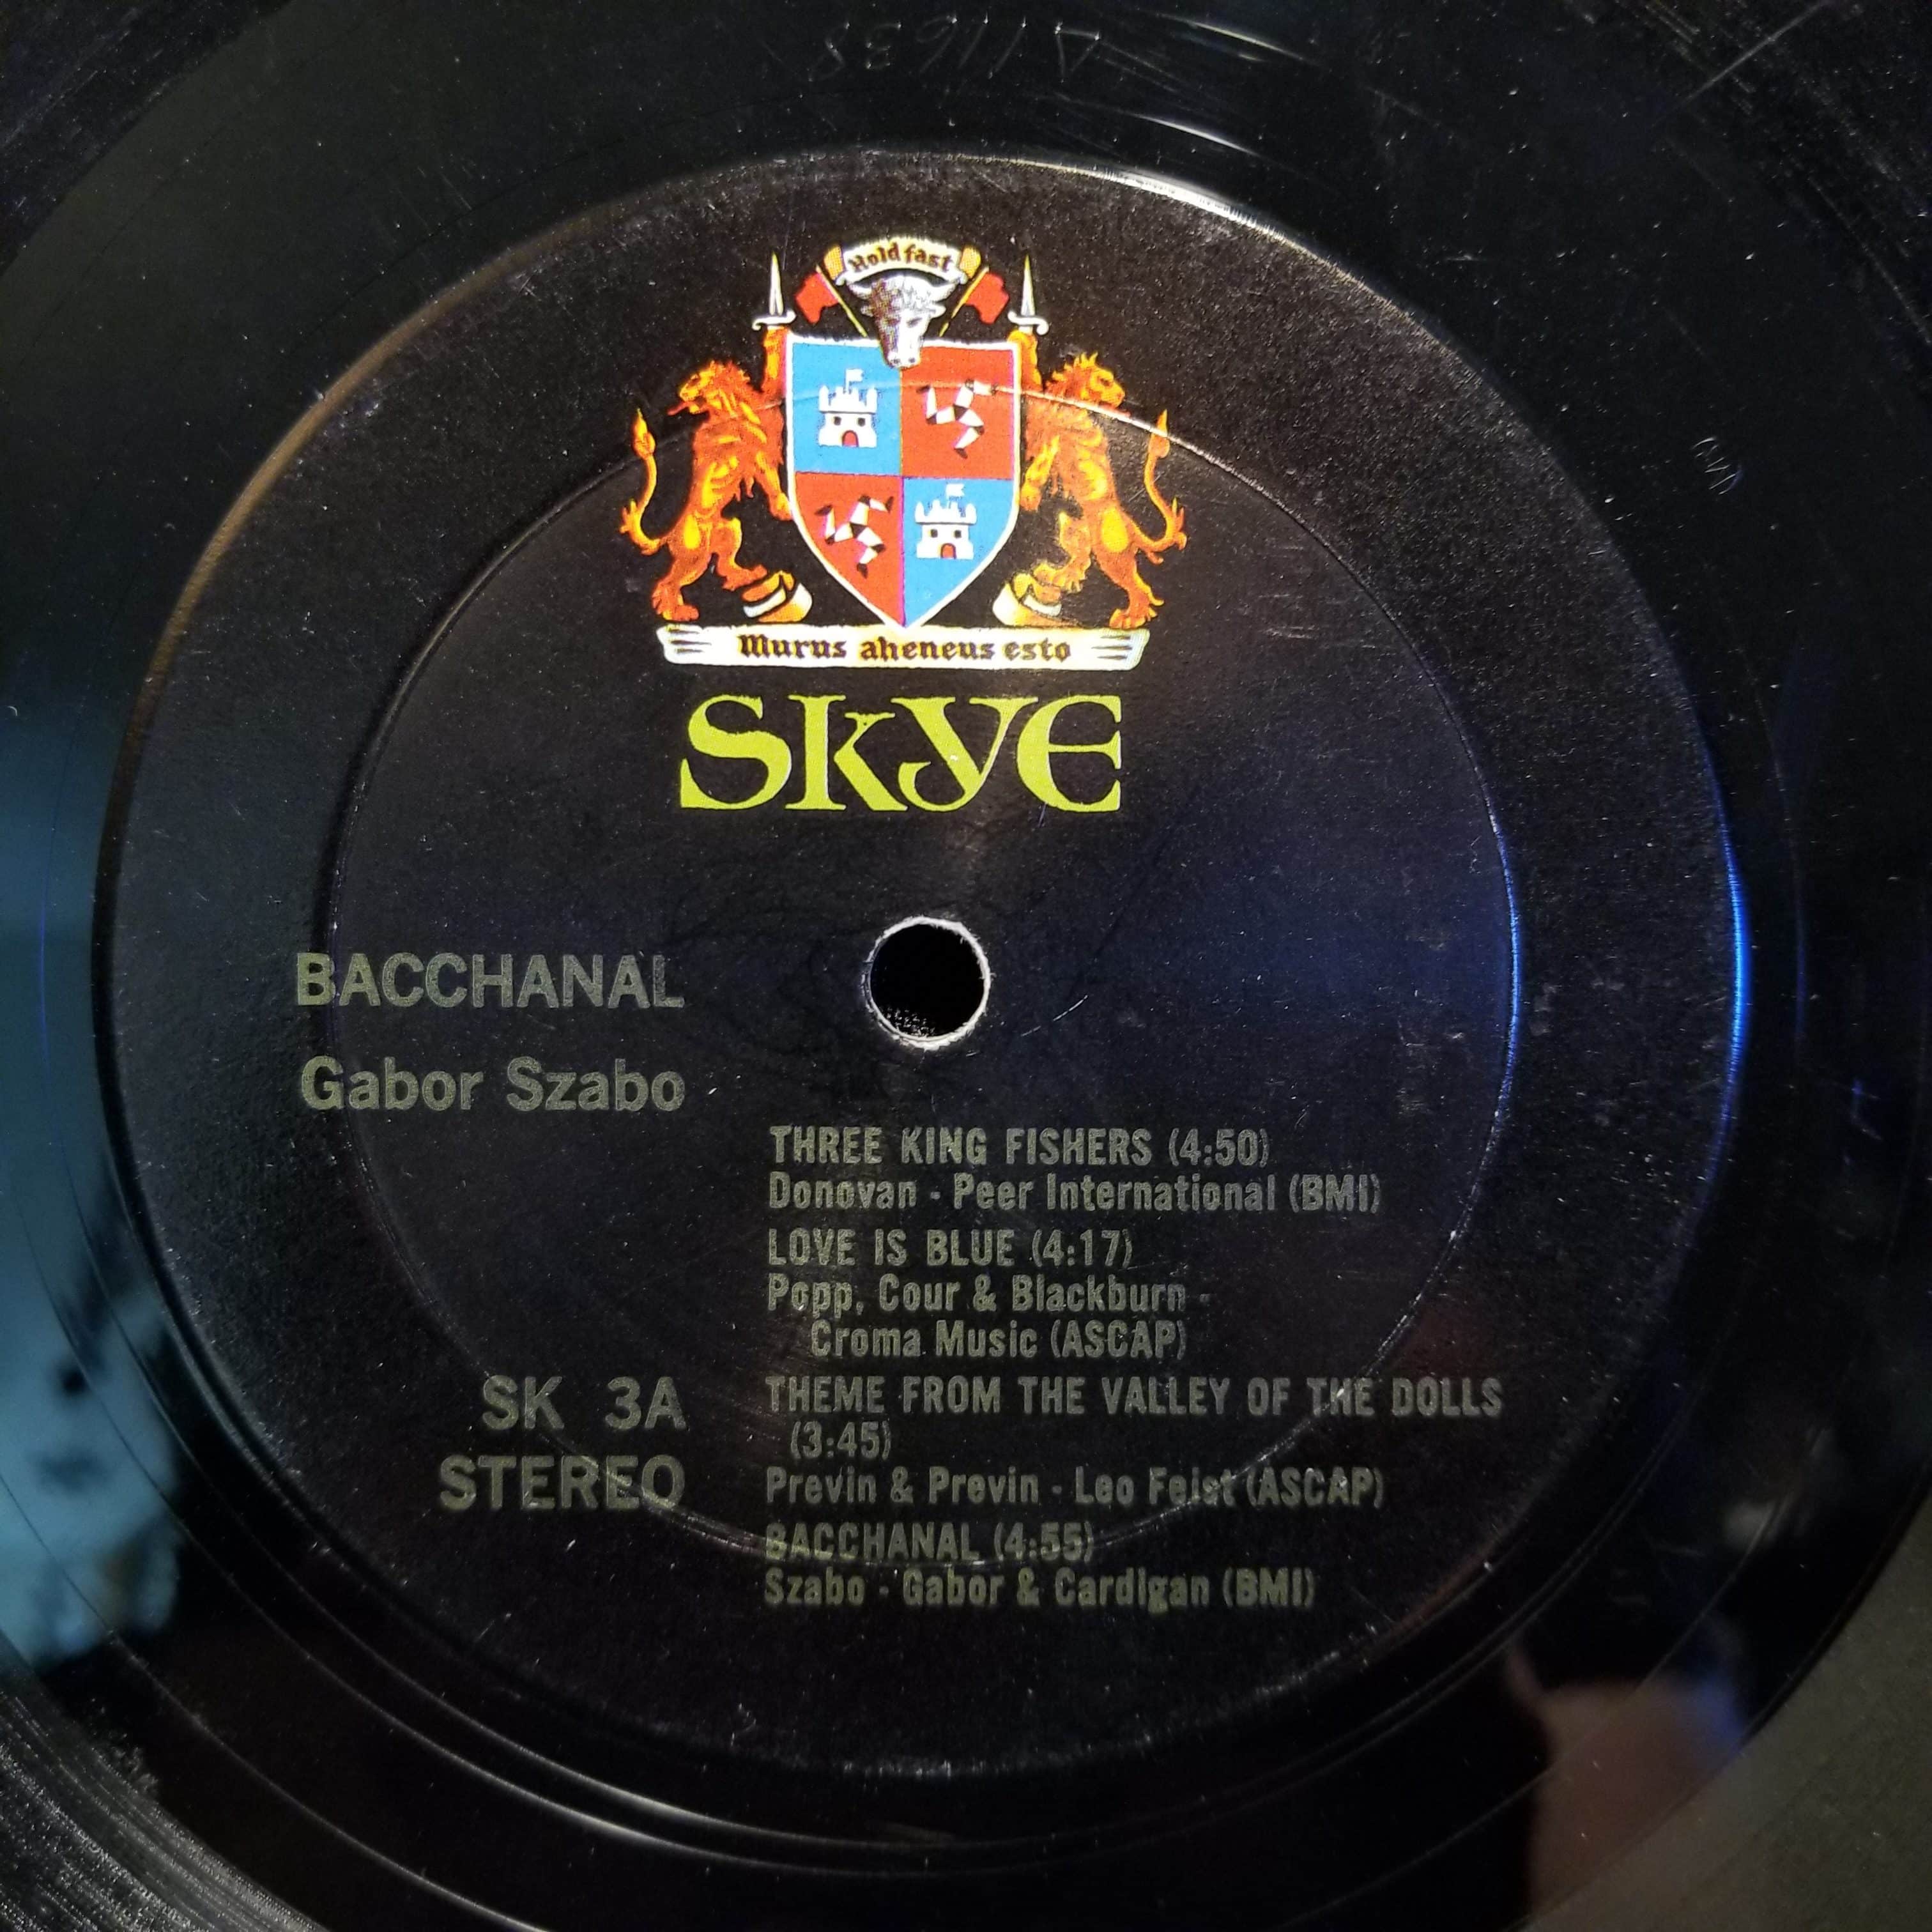 Hold fast
Murus aheneus esto
SKYE
BACCHANAL
Gabor Szabo
THREE KING FISHERS (4:50)
Donovan - Peer International (BMI)
LOVE IS BLUE (4:17)
Popp, Cour & Blackburn -
Croma Music (ASCAP)
SK 3A
STEREO
THEME FROM THE VALLEY OF THE DOLLS
(3:45)
Previn & Previn - Leo Feist (ASCAP)
BACCHANAL (4:55)
Szabo - Gabor & Cardigan (BMI)